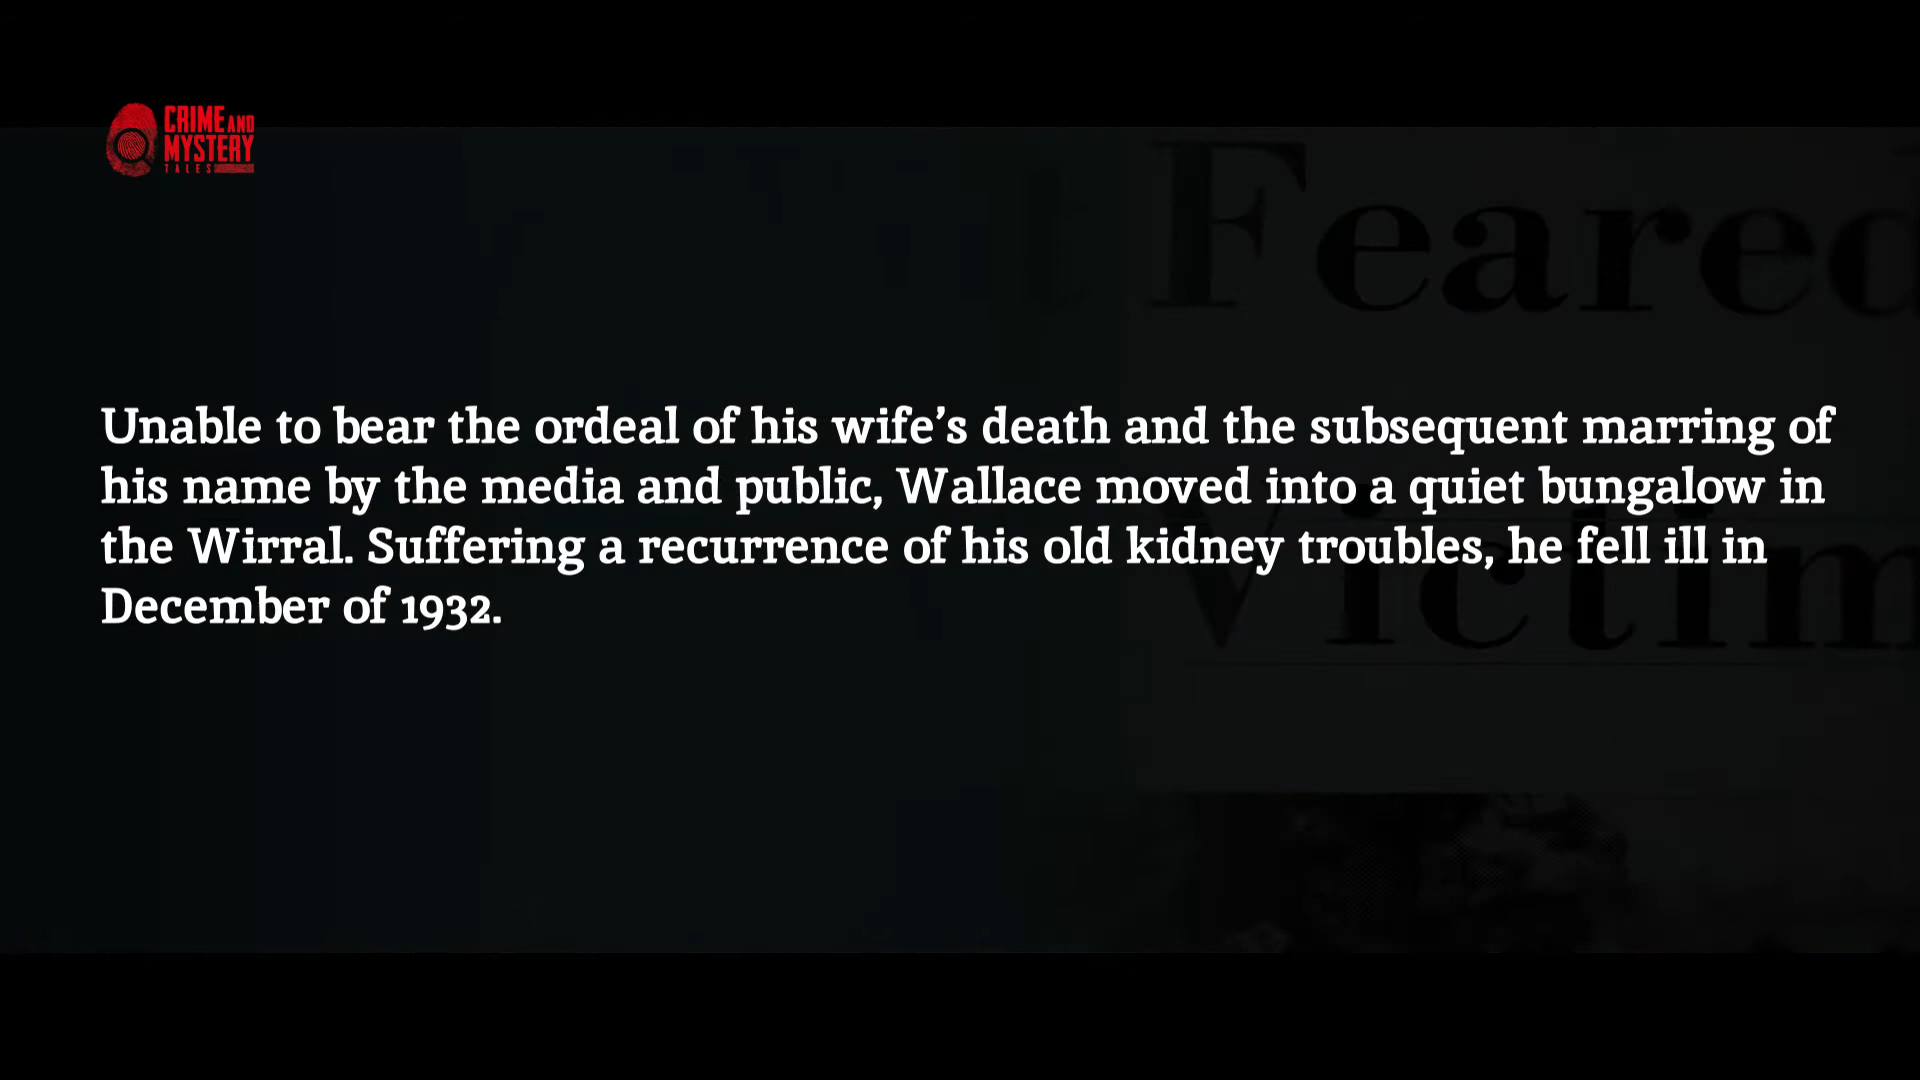 CRIME AND
MYSTERY
TALES
Feared
Unable to bear the ordeal of his wife’s death and the subsequent marring of
his name by the media and public, Wallace moved into a quiet bungalow in
the Wirral. Suffering a recurrence of his old kidney troubles, he fell ill in
December of 1932.
Victim